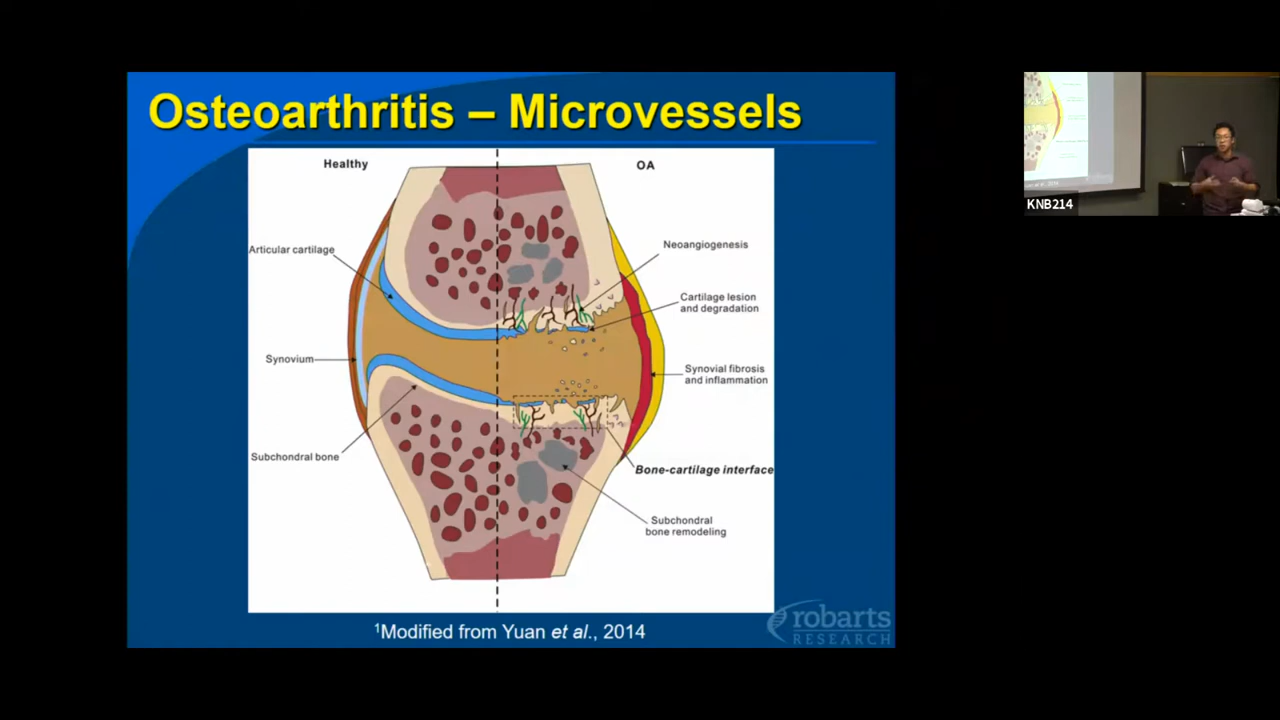 Osteoarthritis – Microvessels
Healthy
OA
Articular cartilage
Neoangiogenesis
Cartilage lesion
and degradation
Synovium
Synovial fibrosis
and inflammation
Subchondral bone
Bone-cartilage interface
Subchondral
bone remodeling
¹Modified from Yuan et al., 2014
robarts
RESEARCH
KNB214